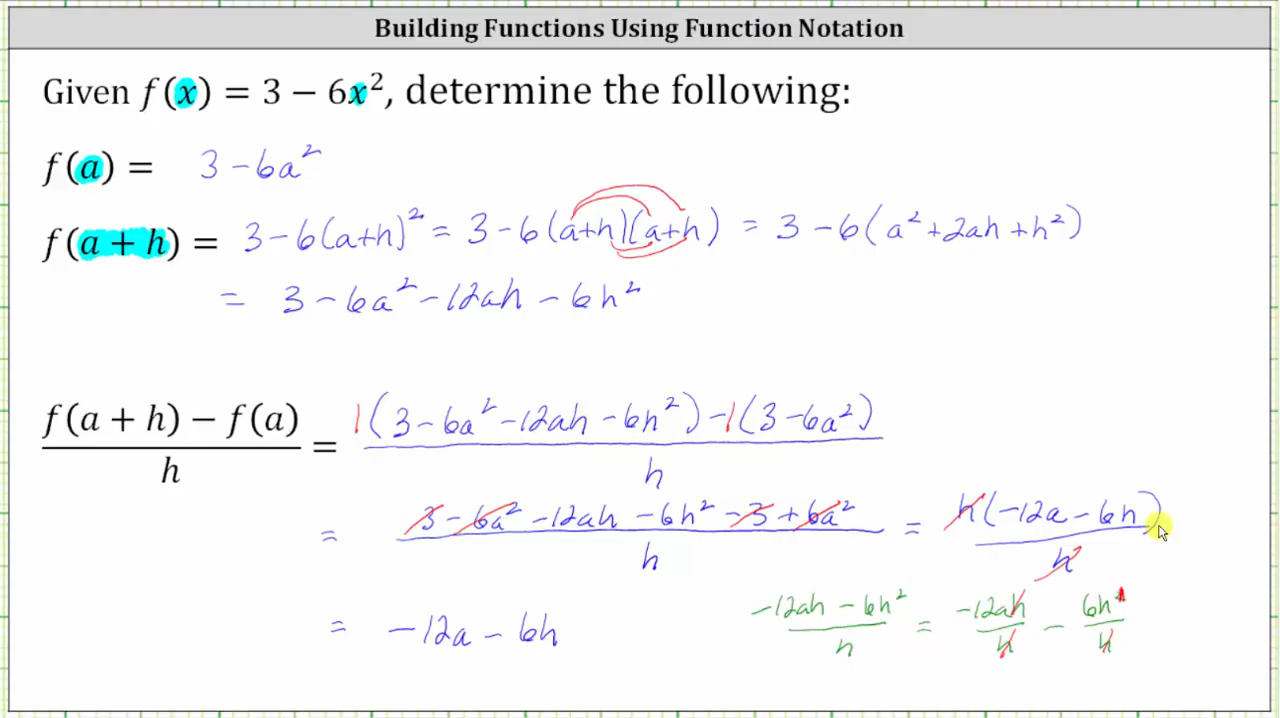 Building Functions Using Function Notation
Given f(x) = 3 − 6x², determine the following:
f(a) = 3 − 6a²
f(a + h) = 3 − 6(a+h)² = 3 − 6(a+h)(a+h) = 3 − 6(a² + 2ah + h²)
= 3 − 6a² − 12ah − 6h²
f(a + h) − f(a)
h
= 1(3 − 6a² − 12ah − 6h²) − 1(3 − 6a²)
h
= 3 − 6a² − 12ah − 6h² − 3 + 6a²
h
= h(−12a − 6h)
h
= −12a − 6h
−12ah − 6h²
h
= −12ah
h
− 6h¹
h